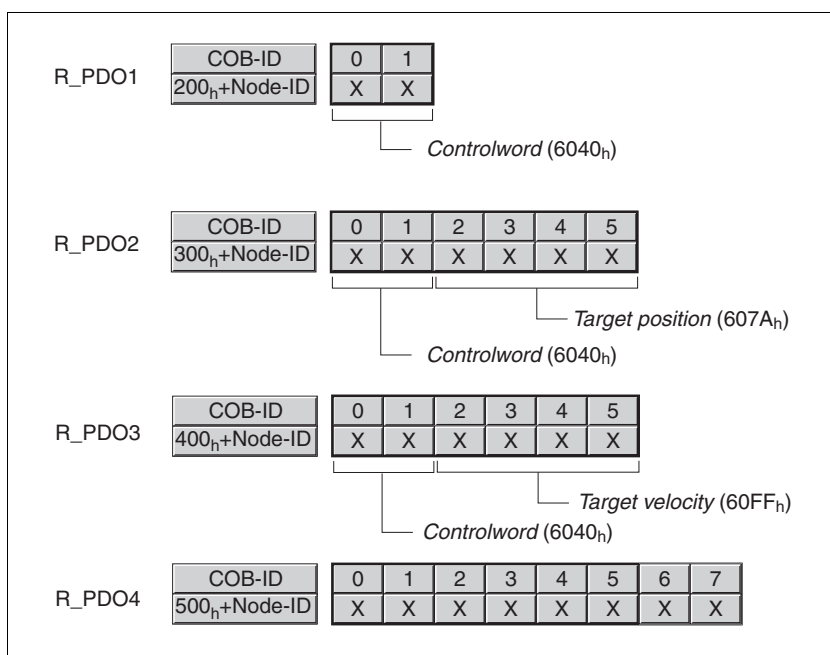 R_PDO1 COB-ID 0 1
200h+Node-ID X X
Controlword (6040h)
R_PDO2 COB-ID 0 1 2 3 4 5
300h+Node-ID X X X X X X
Target position (607Ah)
Controlword (6040h)
R_PDO3 COB-ID 0 1 2 3 4 5
400h+Node-ID X X X X X X
Target velocity (60FFh)
Controlword (6040h)
R_PDO4 COB-ID 0 1 2 3 4 5 6 7
500h+Node-ID X X X X X X X X